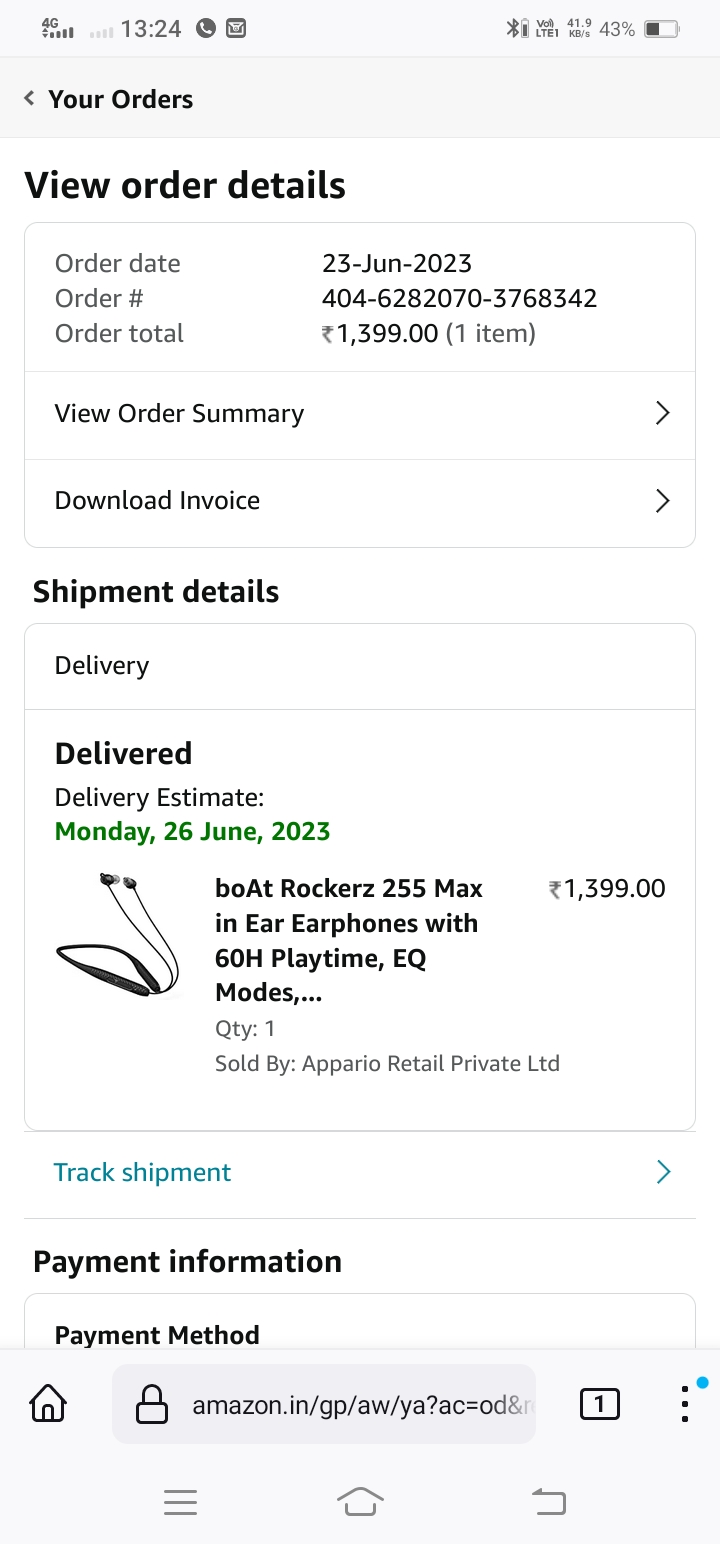 4G 13:24 Vo) LTE1 41.9 KB/s 43%
Your Orders
View order details
Order date 23-Jun-2023
Order # 404-6282070-3768342
Order total ₹1,399.00 (1 item)
View Order Summary
Download Invoice
Shipment details
Delivery
Delivered
Delivery Estimate:
Monday, 26 June, 2023
boAt Rockerz 255 Max ₹1,399.00
in Ear Earphones with
60H Playtime, EQ
Modes,...
Qty: 1
Sold By: Appario Retail Private Ltd
Track shipment
Payment information
Payment Method
amazon.in/gp/aw/ya?ac=od&r 1